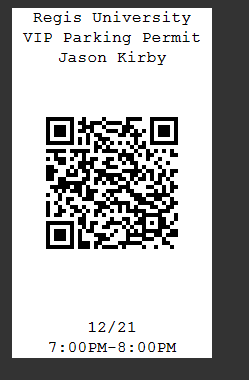 Regis University
VIP Parking Permit
Jason Kirby
12/21
7:00PM-8:00PM